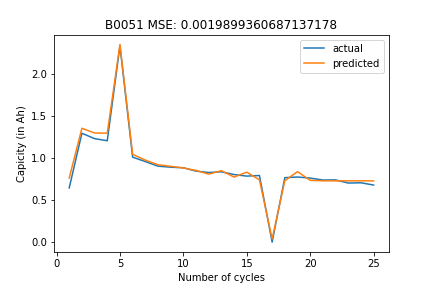 B0051 MSE: 0.0019899360687137178
actual
predicted
Capicity (in Ah)
2.0
1.5
1.0
0.5
0.0
0 5 10 15 20 25
Number of cycles